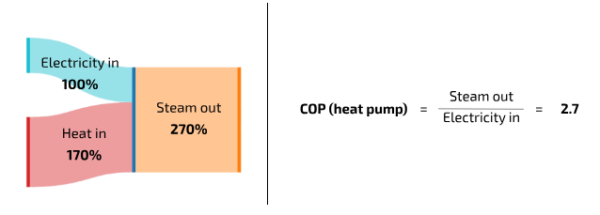 Electricity in
100%
Heat in
170%
Steam out
270%
COP (heat pump) = Steam out / Electricity in = 2.7